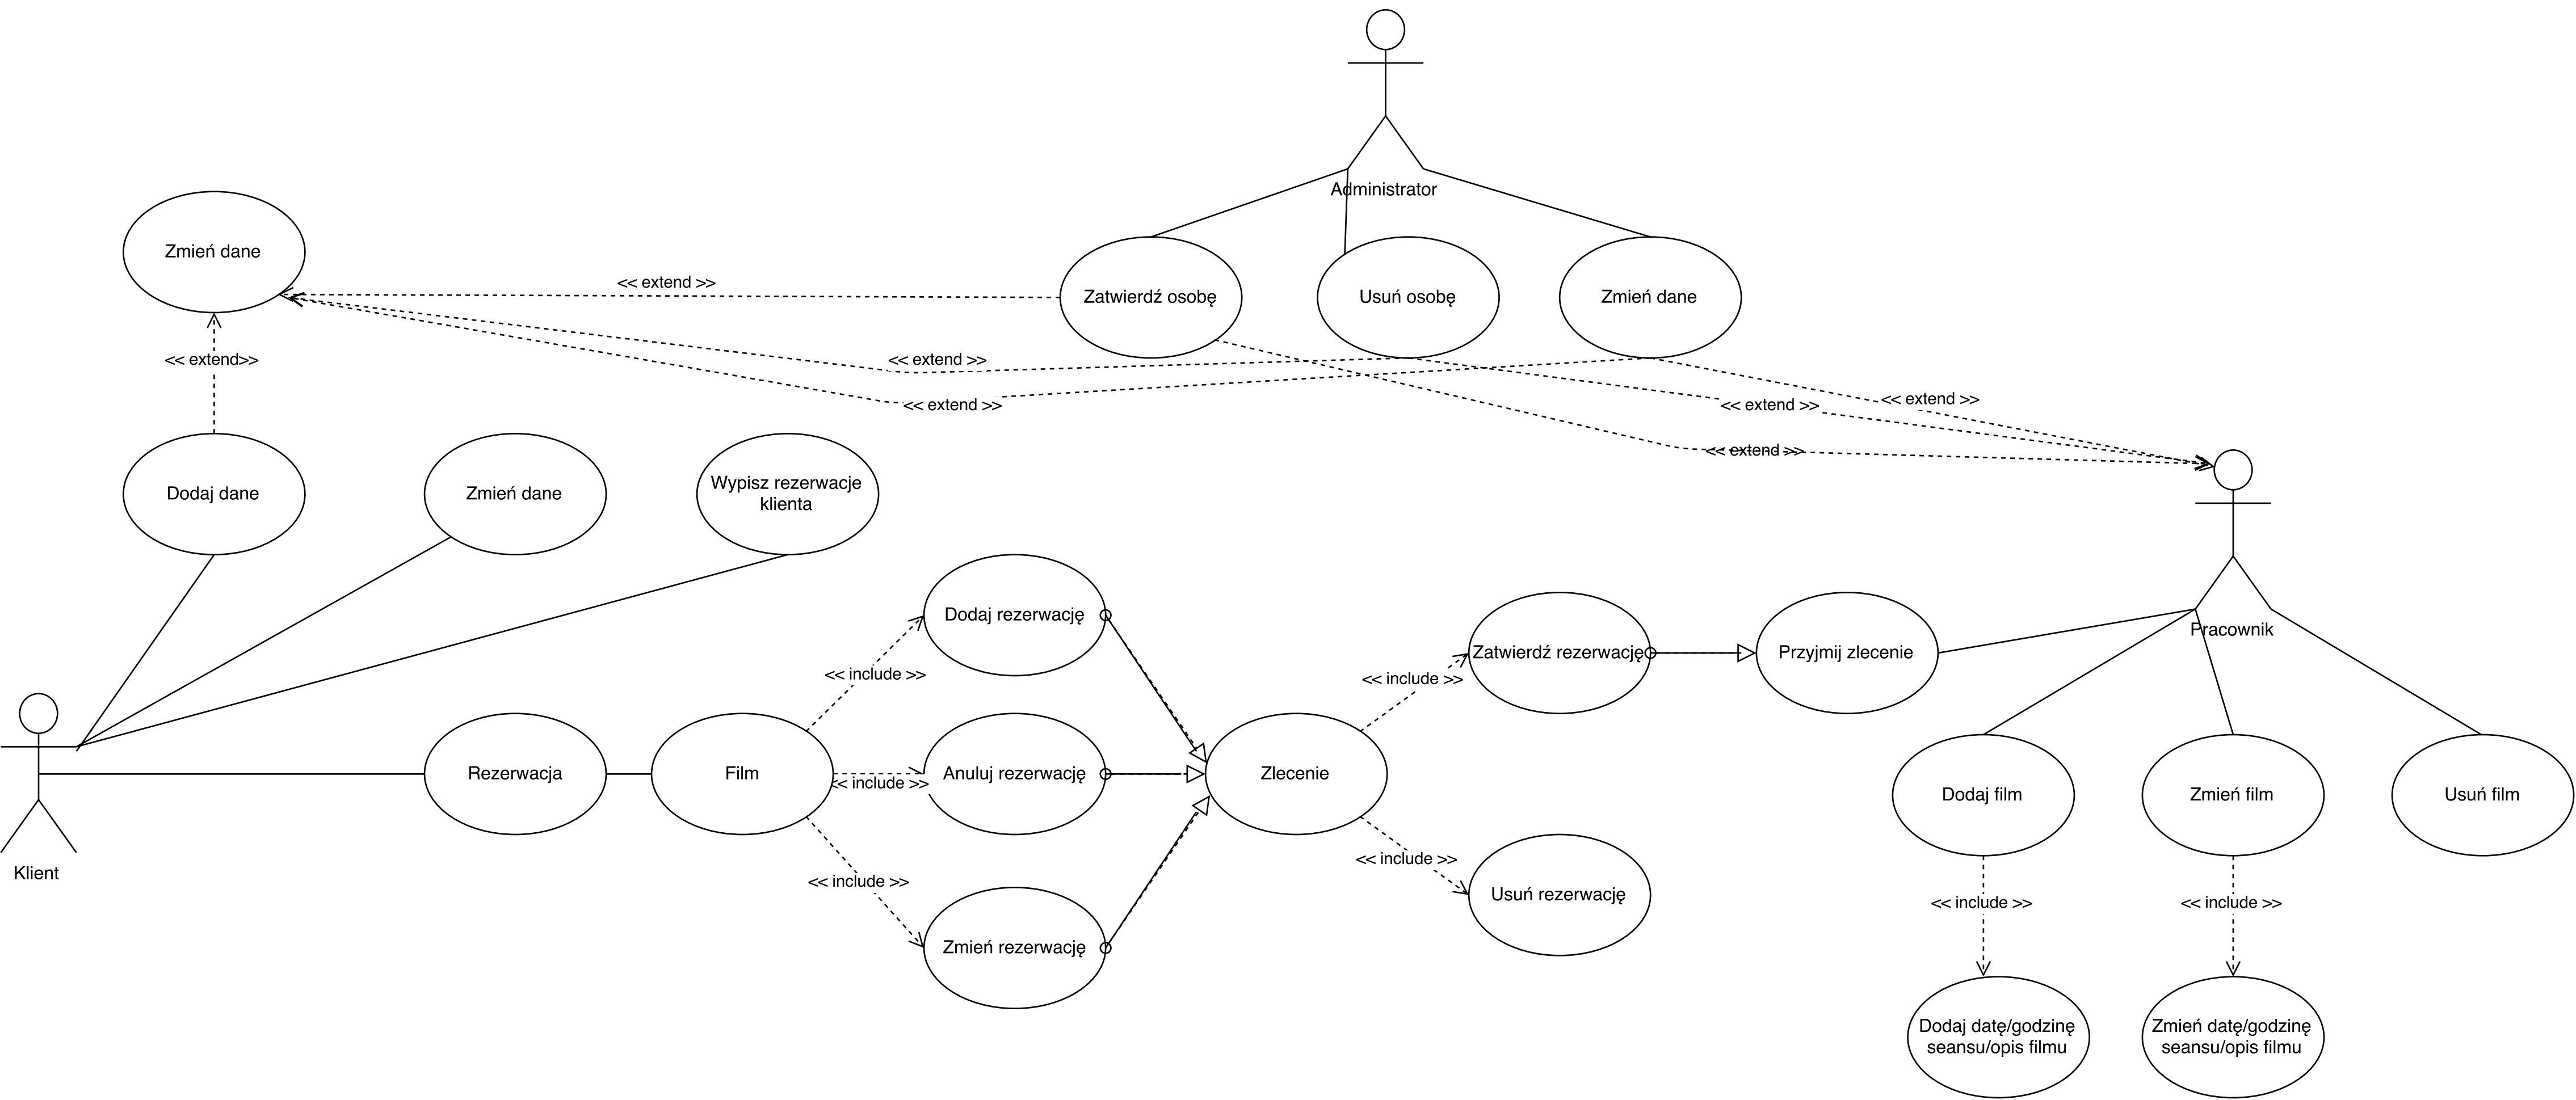 Administrator
Zmień dane
<< extend >>
Zatwierdź osobę
Usuń osobę
Zmień dane
<< extend>>
<< extend >>
<< extend >>
<< extend >>
<< extend >>
<< extend >>
Dodaj dane
Zmień dane
Wypisz rezerwacje
klienta
Dodaj rezerwację
Pracownik
<< include >>
<< include >>
Zatwierdź rezerwację
Przyjmij zlecenie
Rezerwacja
Film
<< include >>
Anuluj rezerwację
Zlecenie
Dodaj film
Zmień film
Usuń film
Klient
<< include >>
<< include >>
Usuń rezerwację
<< include >>
<< include >>
Zmień rezerwację
Dodaj datę/godzinę
seansu/opis filmu
Zmień datę/godzinę
seansu/opis filmu